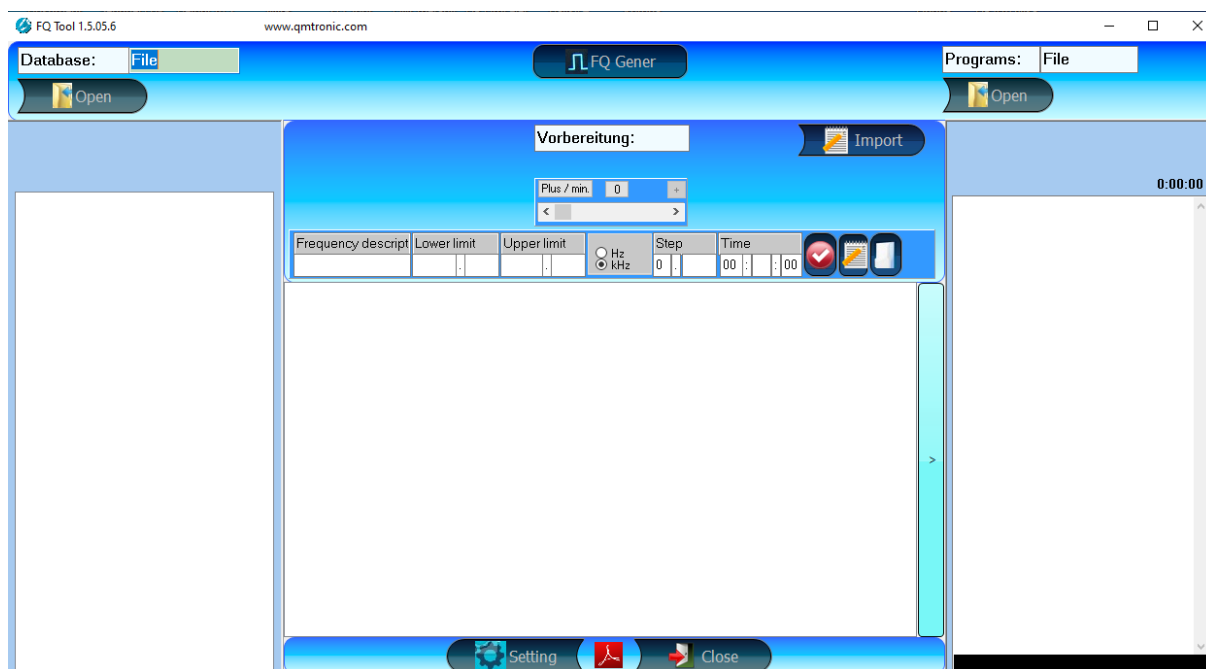 FQ Tool 1.5.05.6 www.qmtronic.com
Database: File
FQ Gener
Programs: File
Open
Open
Vorbereitung:
Import
Plus / min. 0 +
0:00:00
< >
Frequency descript Lower limit Upper limit Hz Step Time
. . kHz 0 . 00 : : 00
>
Setting Close